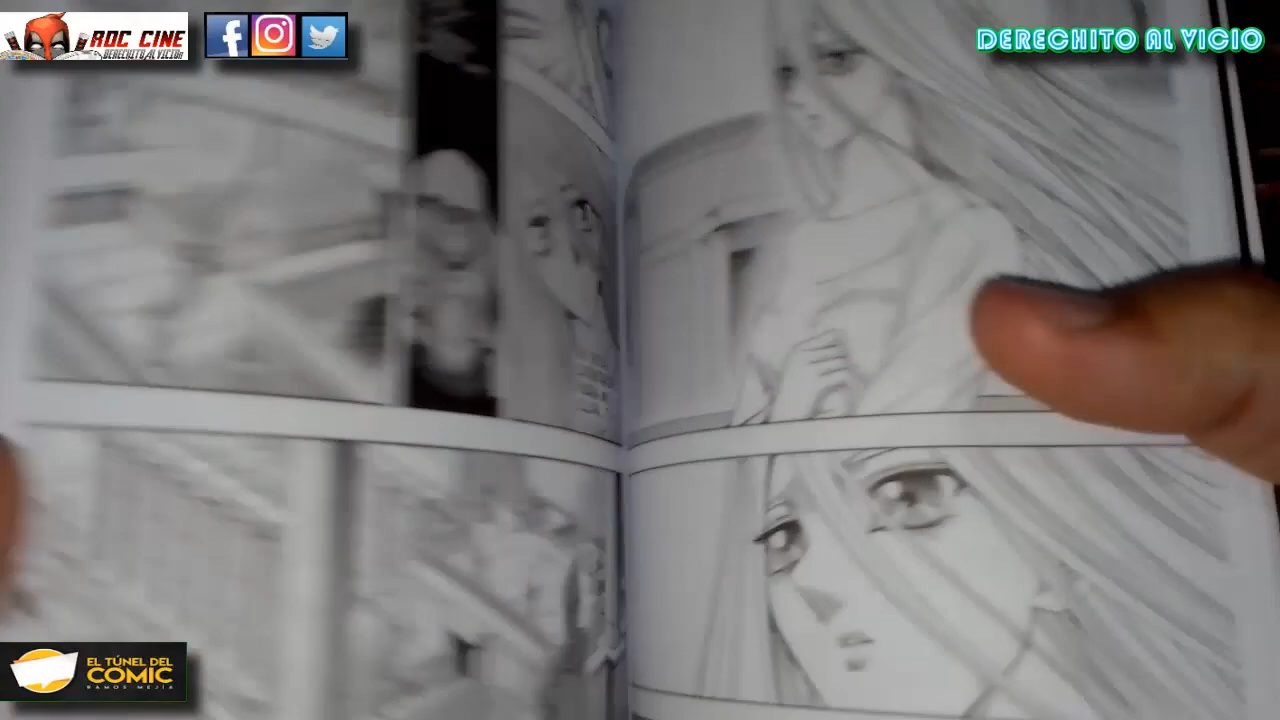 ROC CINE
DERECHITO AL VICIO!!
DERECHITO AL VICIO
EL TÚNEL DEL
COMIC
RAMOS MEJÍA